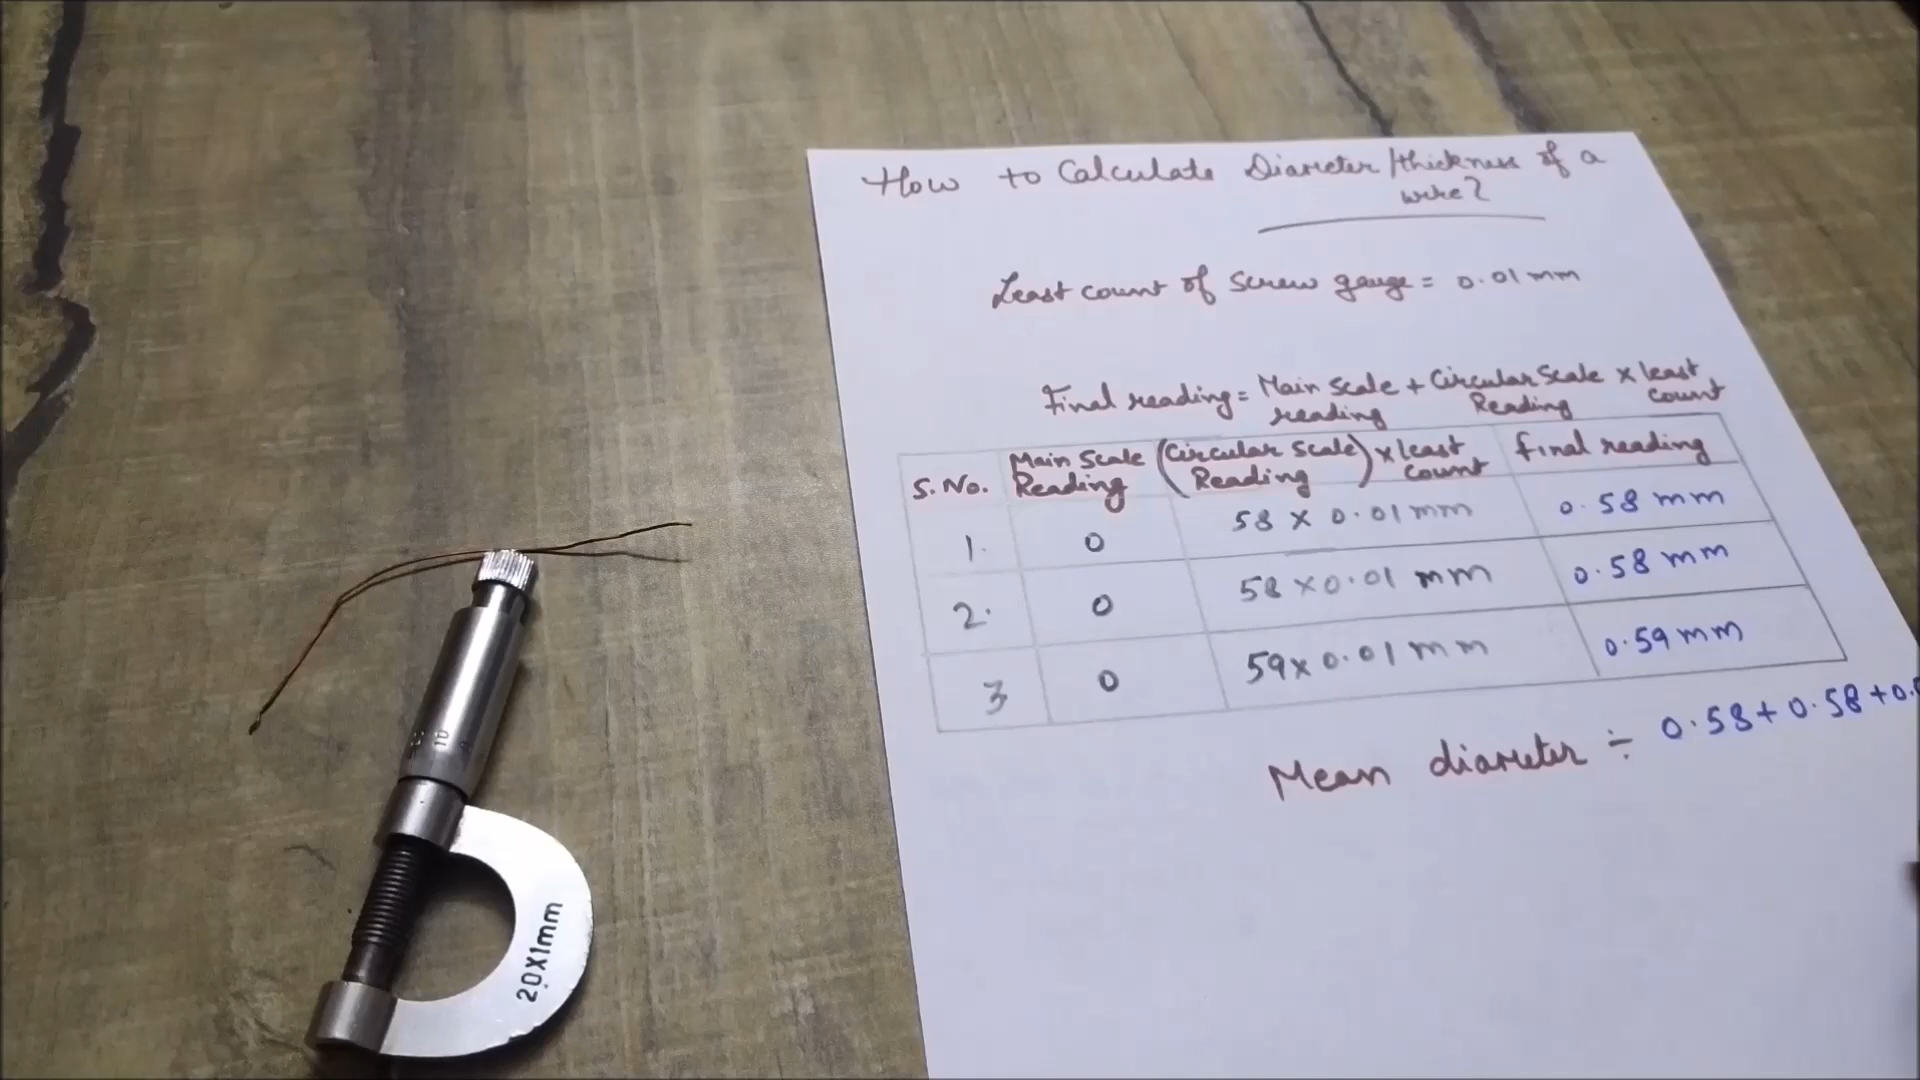 How to Calculate Diameter/thickness of a
wire?
Least count of Screw gauge = 0.01 mm
Final reading = Main Scale + Circular Scale × least
reading Reading count
S. No. Main Scale (Circular Scale) × least final reading
Reading Reading count
1. 0 58 × 0.01 mm 0.58 mm
2. 0 58 × 0.01 mm 0.58 mm
3 0 59 × 0.01 mm 0.59 mm
Mean diameter ÷ 0.58 + 0.58 + 0.
10
20X1mm